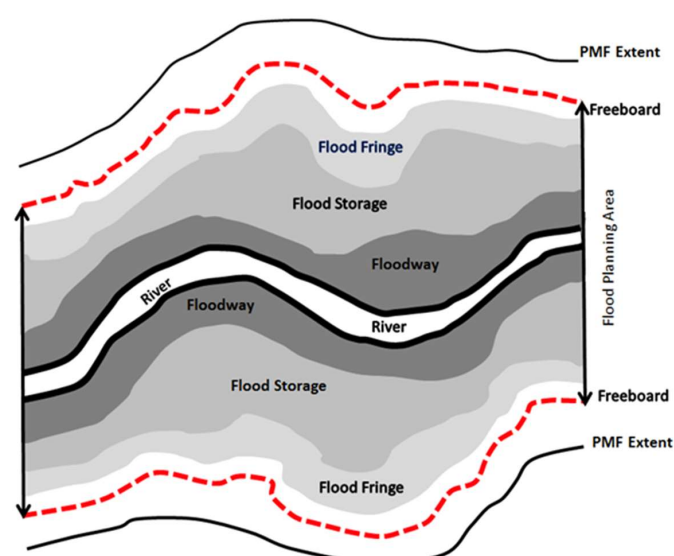 PMF Extent
Freeboard
Flood Fringe
Flood Storage
Floodway
Flood Planning Area
River
Floodway
River
Flood Storage
Freeboard
PMF Extent
Flood Fringe